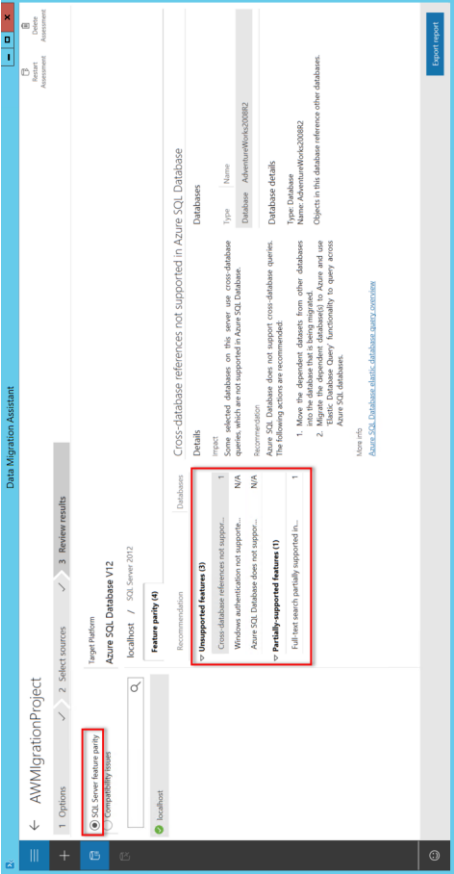 Data Migration Assistant
AWMIgrationProject
Restart
Assessment
Delete
Assessment
1 Options
2 Select sources
3 Review results
SQL Server feature parity
Compatibility issues
localhost
Target Platform
Azure SQL Database V12
localhost / SQL Server 2012
Feature parity (4)
Recommendation
Databases
Unsupported features (3)
Cross-database references not suppor... 1
Windows authentication not supporte... N/A
Azure SQL Database does not suppor... N/A
Partially-supported features (1)
Full-text search partially supported in... 1
Cross-database references not supported in Azure SQL Database
Details
Impact
Some selected databases on this server use cross-database
queries, which are not supported in Azure SQL Database.
Recommendation
Azure SQL Database does not support cross-database queries.
The following actions are recommended:
1. Move the dependent datasets from other databases
into the database that is being migrated.
2. Migrate the dependent database(s) to Azure and use
'Elastic Database Query' functionality to query across
Azure SQL databases.
More info
Azure SQL Database elastic database query overview
Databases
Type Name
Database AdventureWorks2008R2
Database details
Type: Database
Name: AdventureWorks2008R2
Objects in this database reference other databases.
Export report